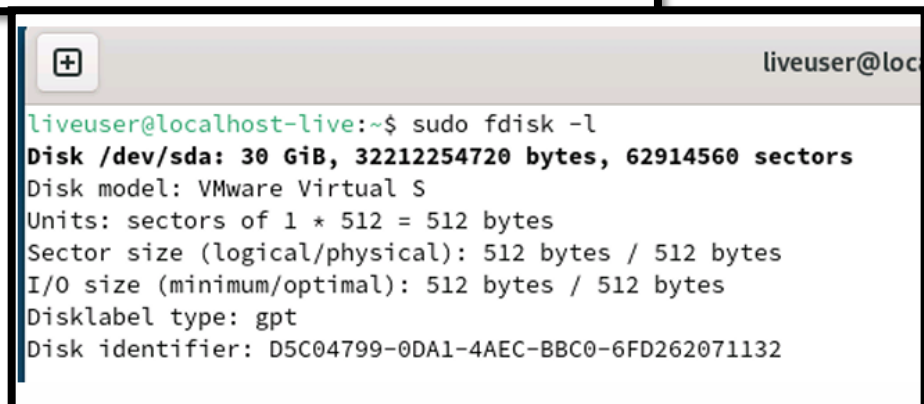 liveuser@loc
liveuser@localhost-live:~$ sudo fdisk -l
Disk /dev/sda: 30 GiB, 32212254720 bytes, 62914560 sectors
Disk model: VMware Virtual S
Units: sectors of 1 * 512 = 512 bytes
Sector size (logical/physical): 512 bytes / 512 bytes
I/O size (minimum/optimal): 512 bytes / 512 bytes
Disklabel type: gpt
Disk identifier: D5C04799-0DA1-4AEC-BBC0-6FD262071132